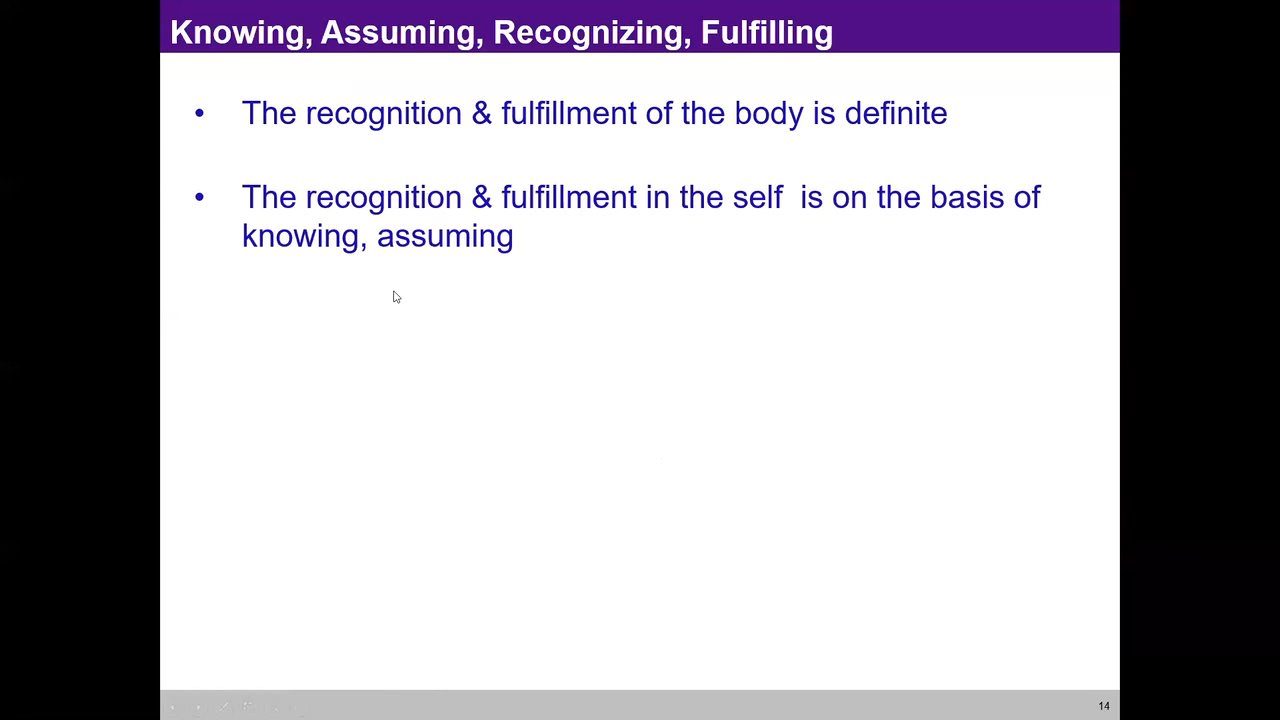 Knowing, Assuming, Recognizing, Fulfilling
• The recognition & fulfillment of the body is definite
• The recognition & fulfillment in the self  is on the basis of
knowing, assuming
14